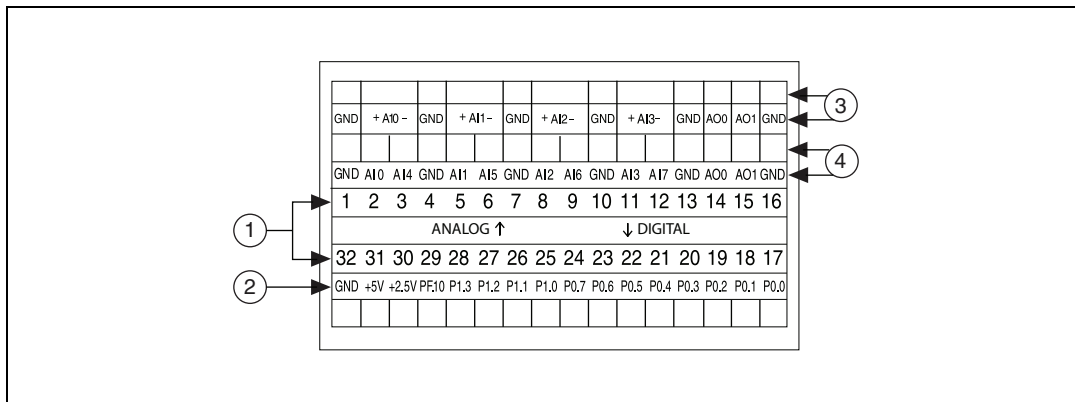 GND + AI0 - GND + AI1- GND + AI2- GND + AI3- GND AO0 AO1 GND
3
4
GND AI 0 AI4 GND AI1 AI5 GND AI2 AI6 GND AI3 AI7 GND AO0 AO1 GND
1 2 3 4 5 6 7 8 9 10 11 12 13 14 15 16
1
ANALOG ↑ ↓ DIGITAL
32 31 30 29 28 27 26 25 24 23 22 21 20 19 18 17
2
GND +5V +2.5V PF.10 P1.3 P1.2 P1.1 P1.0 P0.7 P0.6 P0.5 P0.4 P0.3 P0.2 P0.1 P0.0